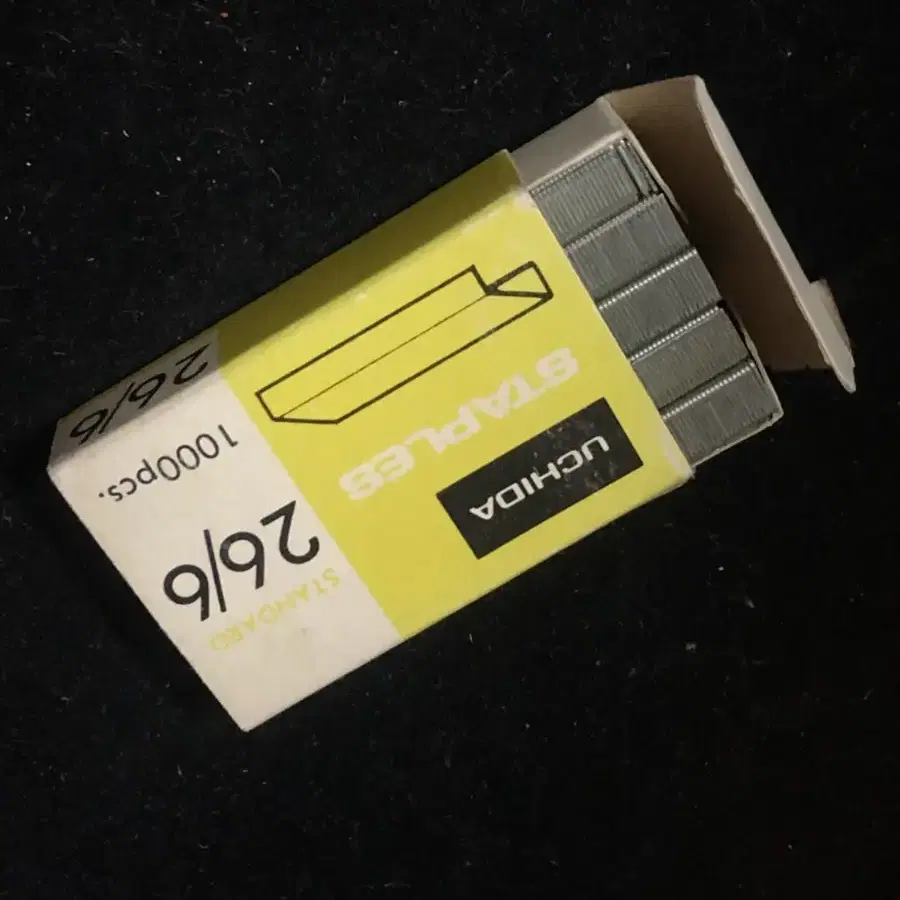 UCHIDA
STAPLES
STANDARD
26/6
1000pcs.
26/6